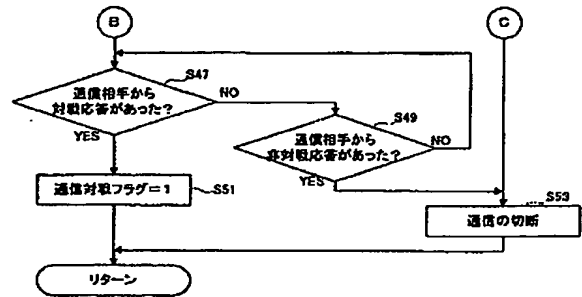 B
C
S47
通信相手から
対戦応答があった？
NO
YES
S49
通信相手から
非対戦応答があった？
NO
YES
通信対戦フラグ=1
S51
S53
通信の切断
リターン